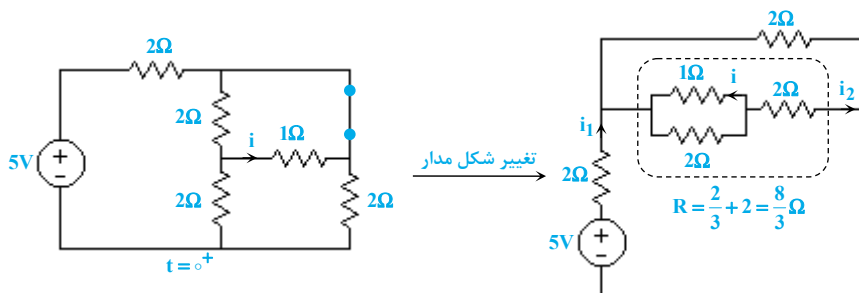 2Ω
2Ω
i
1Ω
5V
2Ω
2Ω
t = ∘⁺
تغییر شکل مدار
2Ω
1Ω
i
2Ω
i₂
i₁
2Ω
2Ω
R = 2/3 + 2 = 8/3 Ω
5V